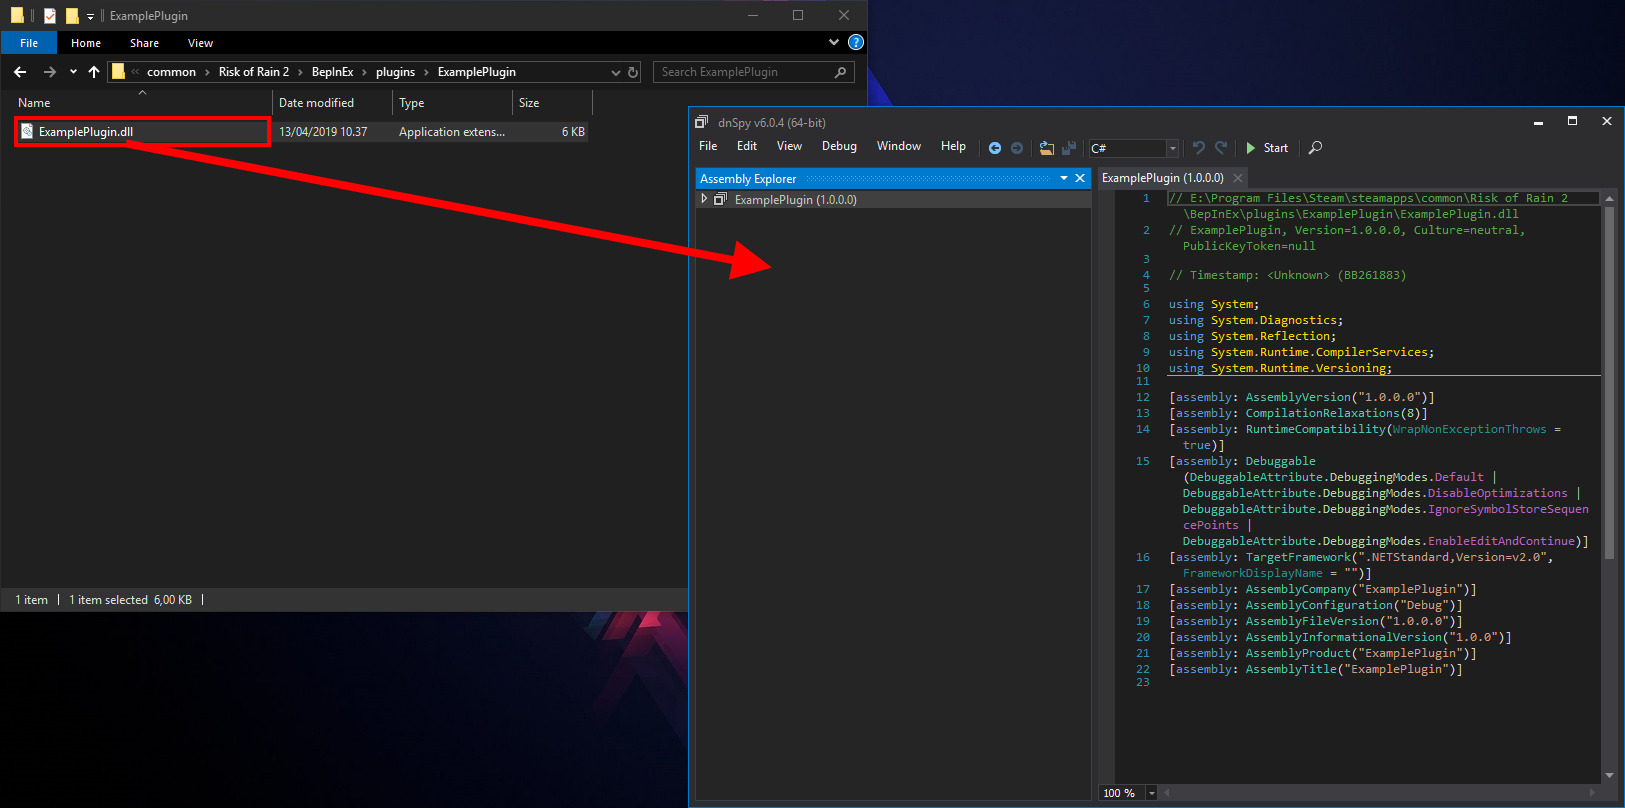 ExamplePlugin
File Home Share View
common Risk of Rain 2 BepInEx plugins ExamplePlugin
Search ExamplePlugin
Name Date modified Type Size
ExamplePlugin.dll 13/04/2019 10.37 Application extens... 6 KB
1 item 1 item selected 6,00 KB
dnSpy v6.0.4 (64-bit)
File Edit View Debug Window Help C# Start
Assembly Explorer
ExamplePlugin (1.0.0.0)
ExamplePlugin (1.0.0.0)
1 // E:\Program Files\Steam\steamapps\common\Risk of Rain 2
\BepInEx\plugins\ExamplePlugin\ExamplePlugin.dll
2 // ExamplePlugin, Version=1.0.0.0, Culture=neutral,
PublicKeyToken=null
3
4 // Timestamp: <Unknown> (BB261883)
5
6 using System;
7 using System.Diagnostics;
8 using System.Reflection;
9 using System.Runtime.CompilerServices;
10 using System.Runtime.Versioning;
11
12 [assembly: AssemblyVersion("1.0.0.0")]
13 [assembly: CompilationRelaxations(8)]
14 [assembly: RuntimeCompatibility(WrapNonExceptionThrows =
true)]
15 [assembly: Debuggable
(DebuggableAttribute.DebuggingModes.Default |
DebuggableAttribute.DebuggingModes.DisableOptimizations |
DebuggableAttribute.DebuggingModes.IgnoreSymbolStoreSequen
cePoints |
DebuggableAttribute.DebuggingModes.EnableEditAndContinue)]
16 [assembly: TargetFramework(".NETStandard,Version=v2.0",
FrameworkDisplayName = "")]
17 [assembly: AssemblyCompany("ExamplePlugin")]
18 [assembly: AssemblyConfiguration("Debug")]
19 [assembly: AssemblyFileVersion("1.0.0.0")]
20 [assembly: AssemblyInformationalVersion("1.0.0")]
21 [assembly: AssemblyProduct("ExamplePlugin")]
22 [assembly: AssemblyTitle("ExamplePlugin")]
23
100 %